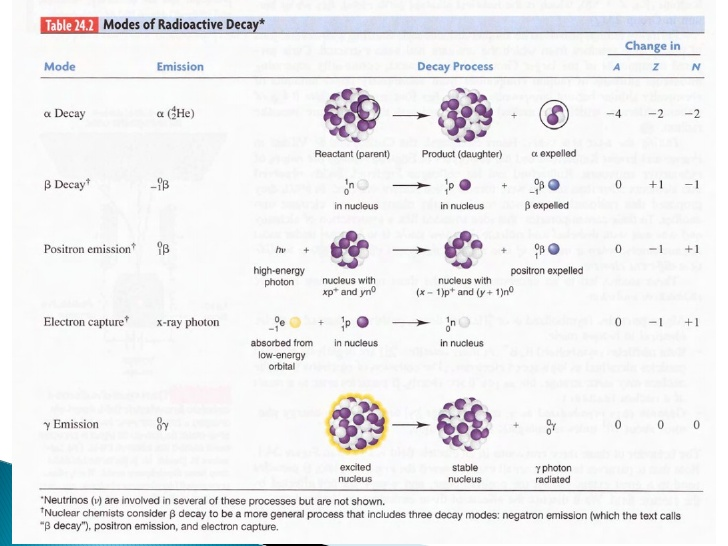 Table 24.2 Modes of Radioactive Decay*
Change in
Mode Emission Decay Process A Z N
α Decay α (⁴₂He) + −4 −2 −2
Reactant (parent) Product (daughter) α expelled
β Decay† ⁰₋₁β ¹₀n ¹₁p + ⁰₋₁β 0 +1 −1
in nucleus in nucleus β expelled
Positron emission† ⁰₁β hν + + ⁰₁β 0 −1 +1
high-energy photon nucleus with xp⁺ and yn⁰ nucleus with (x − 1)p⁺ and (y + 1)n⁰ positron expelled
Electron capture† x-ray photon ⁰₋₁e + ¹₁p ¹₀n 0 −1 +1
absorbed from low-energy orbital in nucleus in nucleus
γ Emission ⁰₀γ + ⁰₀γ 0 0 0
excited nucleus stable nucleus γ photon radiated
*Neutrinos (ν) are involved in several of these processes but are not shown.
†Nuclear chemists consider β decay to be a more general process that includes three decay modes: negatron emission (which the text calls
“β decay”), positron emission, and electron capture.